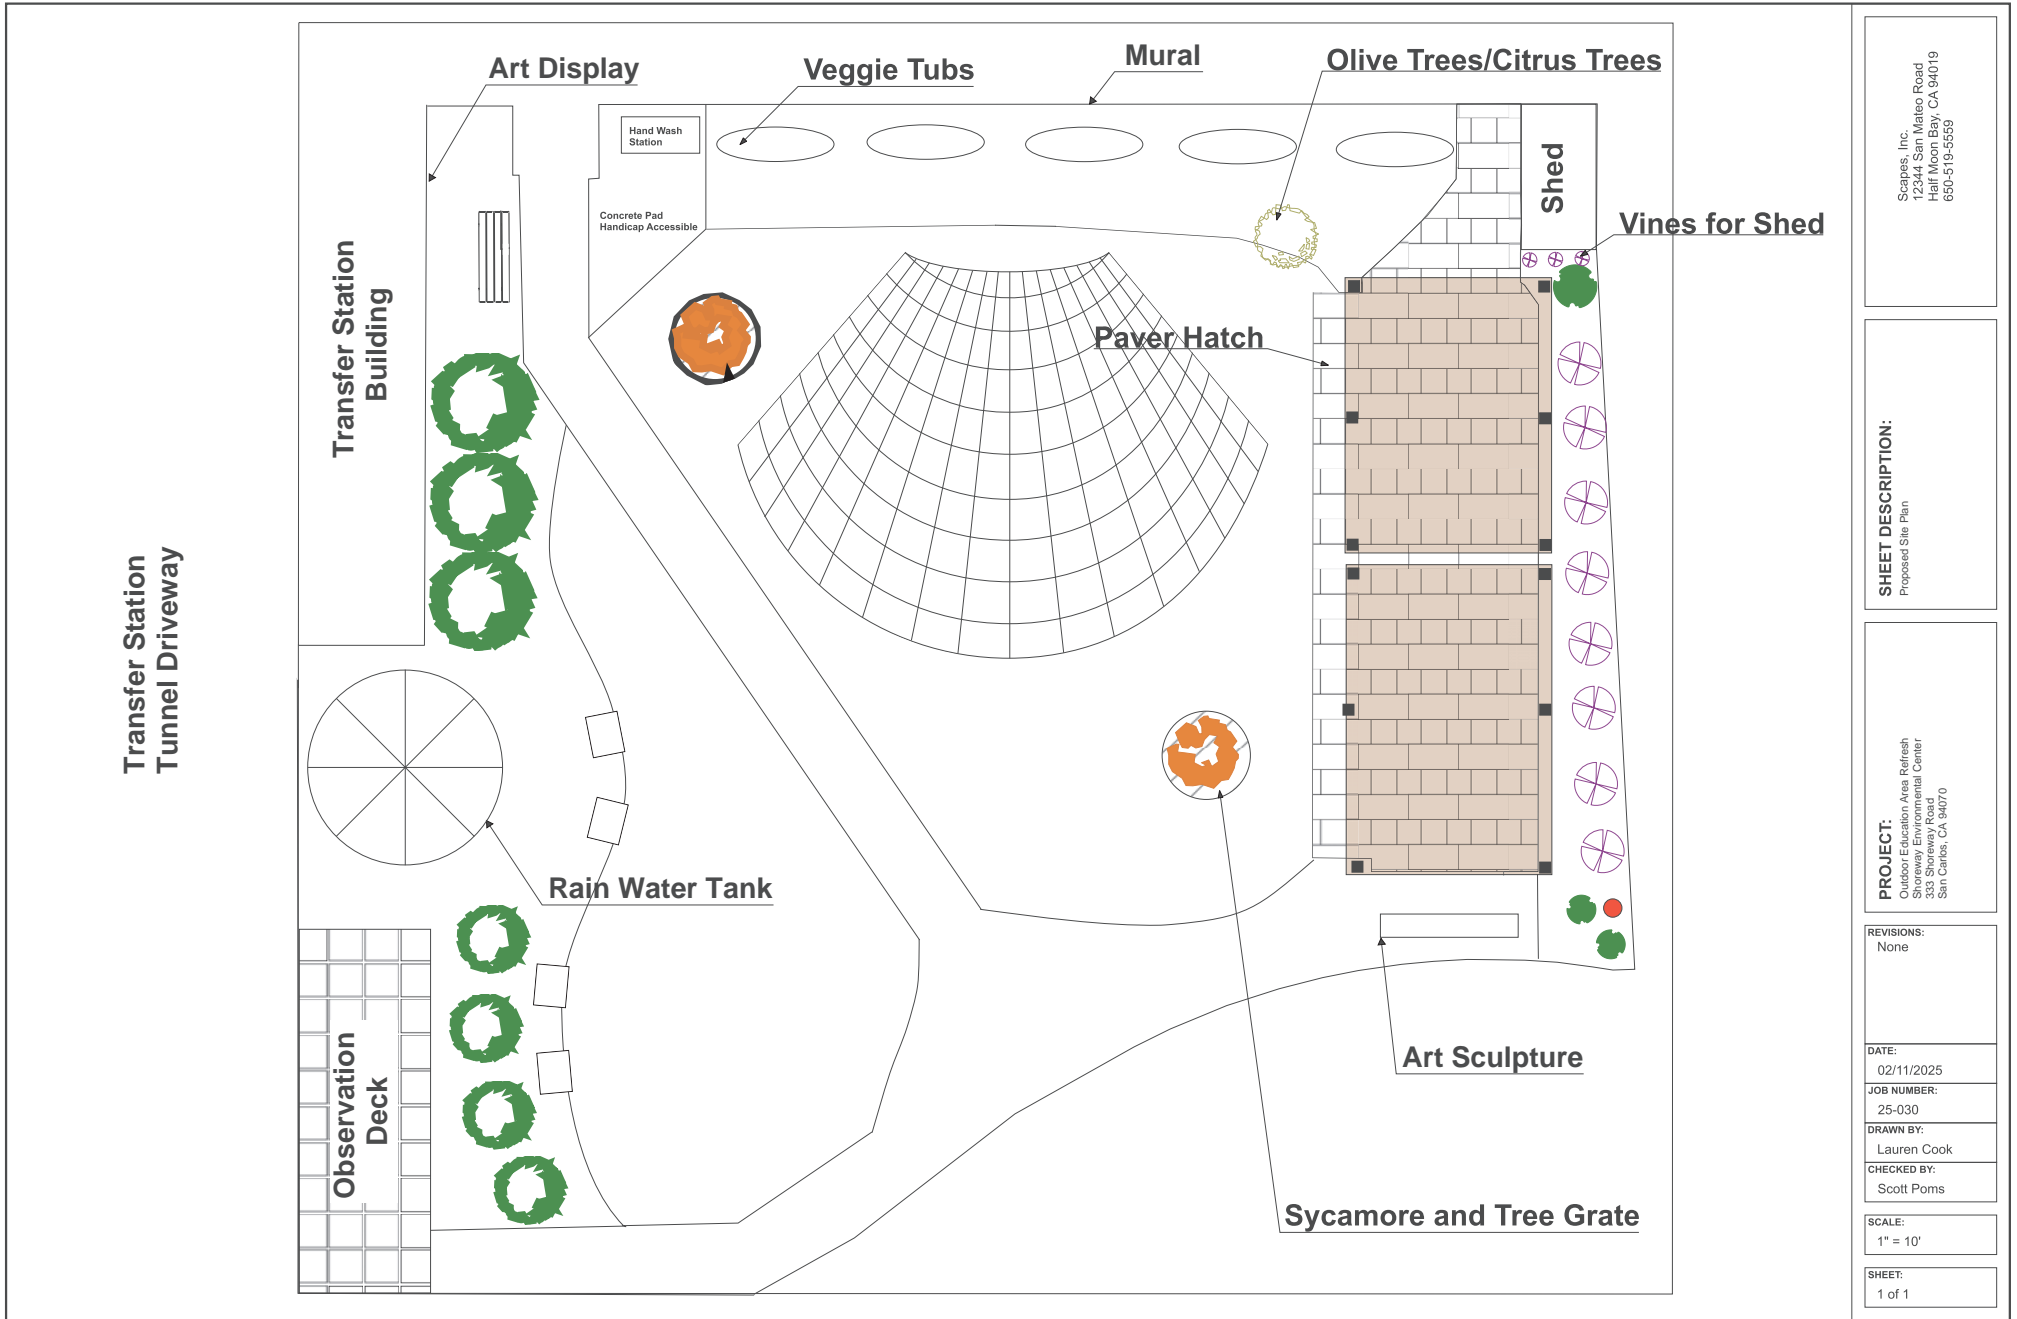 Art Display
Veggie Tubs
Mural
Olive Trees/Citrus Trees
Hand Wash
Station
Concrete Pad
Handicap Accessible
Shed
Vines for Shed
Transfer Station
Building
Paver Hatch
Transfer Station
Tunnel Driveway
Rain Water Tank
Observation
Deck
Art Sculpture
Sycamore and Tree Grate
Scapes, Inc.
12344 San Mateo Road
Half Moon Bay, CA 94019
650-519-5559
SHEET DESCRIPTION:
Proposed Site Plan
PROJECT:
Outdoor Education Area Refresh
Shoreway Environmental Center
333 Shoreway Road
San Carlos, CA 94070
REVISIONS:
None
DATE:
02/11/2025
JOB NUMBER:
25-030
DRAWN BY:
Lauren Cook
CHECKED BY:
Scott Poms
SCALE:
1" = 10'
SHEET:
1 of 1